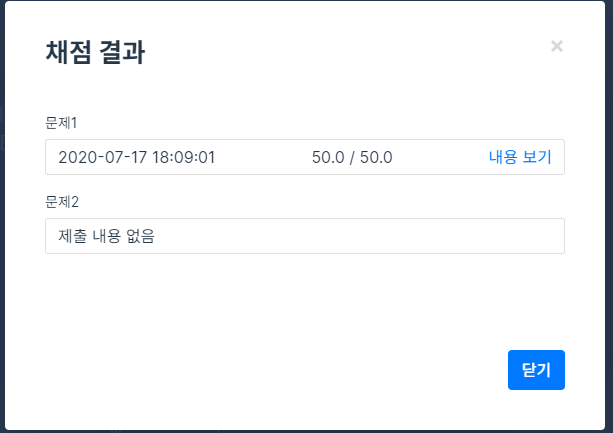 채점 결과
×
문제1
2020-07-17 18:09:01 50.0 / 50.0 내용 보기
문제2
제출 내용 없음
닫기